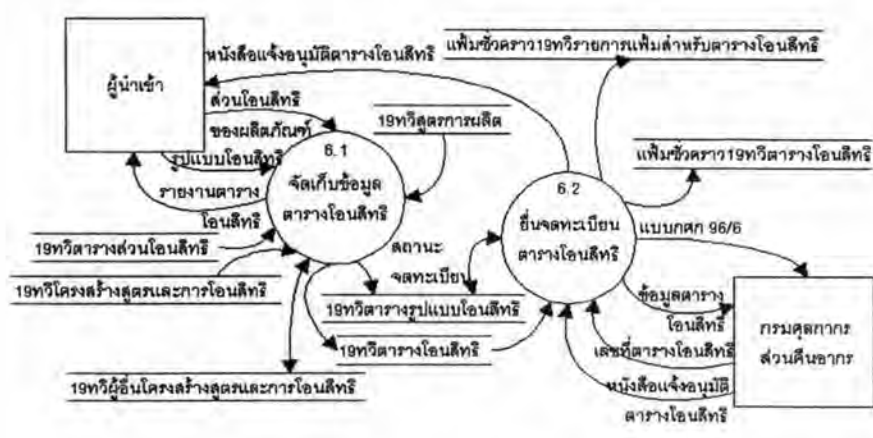 หนังสือแจ้งอนุมัติตารางโอนสิทธิ
แฟ้มชั่วคราว19ทวิรายการแฟ้มสำหรับตารางโอนสิทธิ
ผู้นำเข้า
ส่วนโอนสิทธิ
ของผลิตภัณฑ์
19ทวิสูตรการผลิต
รูปแบบโอนสิทธิ
6.1
จัดเก็บข้อมูล
ตารางโอนสิทธิ
แฟ้มชั่วคราว19ทวิตารางโอนสิทธิ
รายงานตาราง
โอนสิทธิ
6.2
ยื่นจดทะเบียน
ตารางโอนสิทธิ
แบบกศก 96/6
19ทวิตารางส่วนโอนสิทธิ
สถานะ
จดทะเบียน
19ทวิโครงสร้างสูตรและการโอนสิทธิ
19ทวิตารางรูปแบบโอนสิทธิ
ข้อมูลตาราง
โอนสิทธิ
กรมศุลกากร
ส่วนคืนอากร
19ทวิตารางโอนสิทธิ
เลขที่ตารางโอนสิทธิ
19ทวิผู้อื่นโครงสร้างสูตรและการโอนสิทธิ
หนังสือแจ้งอนุมัติ
ตารางโอนสิทธิ